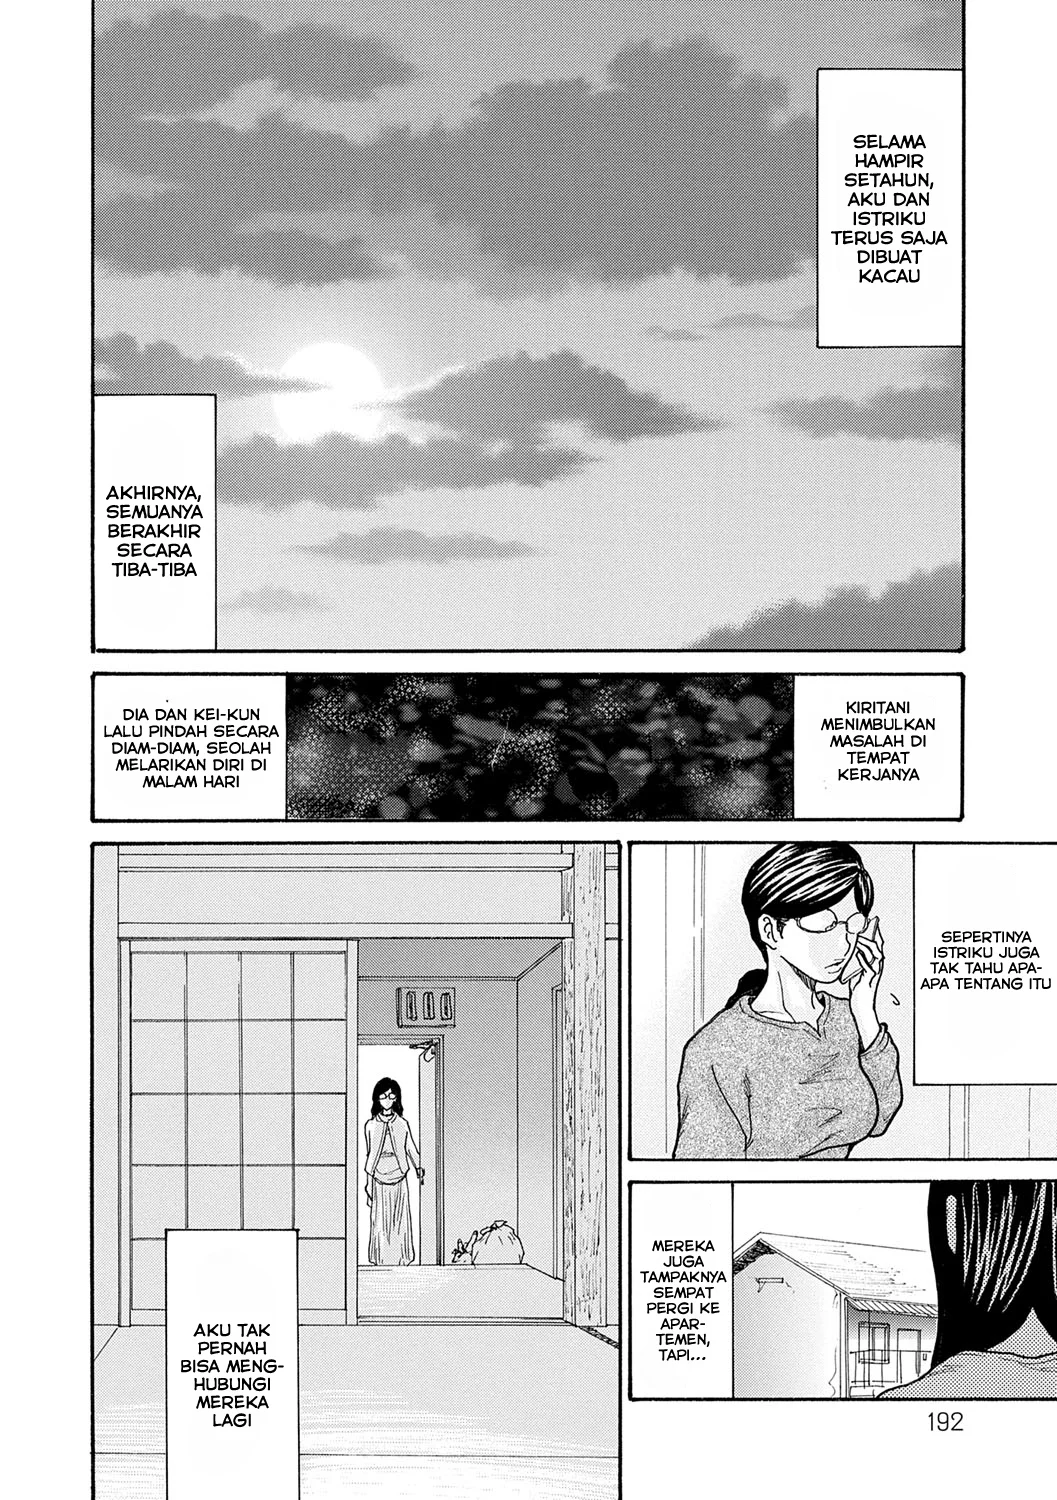 SELAMA
HAMPIR
SETAHUN,
AKU DAN
ISTRIKU
TERUS SAJA
DIBUAT
KACAU
AKHIRNYA,
SEMUANYA
BERAKHIR
SECARA
TIBA-TIBA
KIRITANI
MENIMBULKAN
MASALAH DI
TEMPAT
KERJANYA
DIA DAN KEI-KUN
LALU PINDAH SECARA
DIAM-DIAM, SEOLAH
MELARIKAN DIRI DI
MALAM HARI
SEPERTINYA
ISTRIKU JUGA
TAK TAHU APA-
APA TENTANG ITU
MEREKA
JUGA
TAMPAKNYA
SEMPAT
PERGI KE
APAR-
TEMEN,
TAPI...
AKU TAK
PERNAH
BISA MENG-
HUBUNGI
MEREKA
LAGI
192